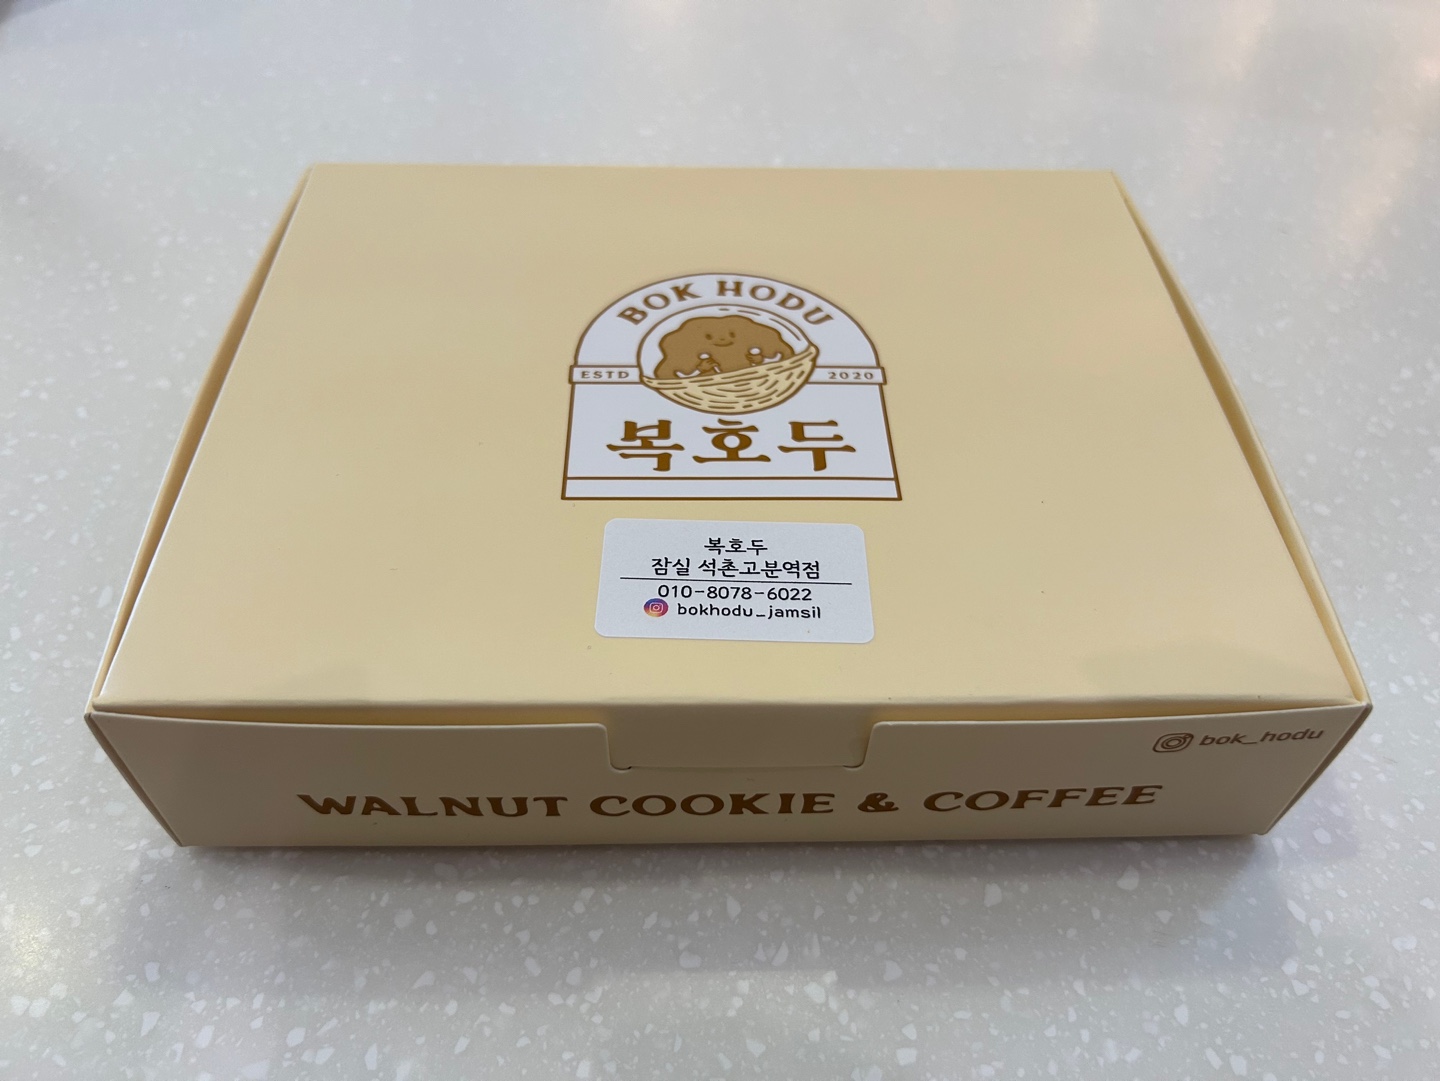 BOK HODU
ESTD 2020
복호두
복호두
잠실 석촌고분역점
010-8078-6022
bokhodu_jamsil
bok_hodu
WALNUT COOKIE & COFFEE